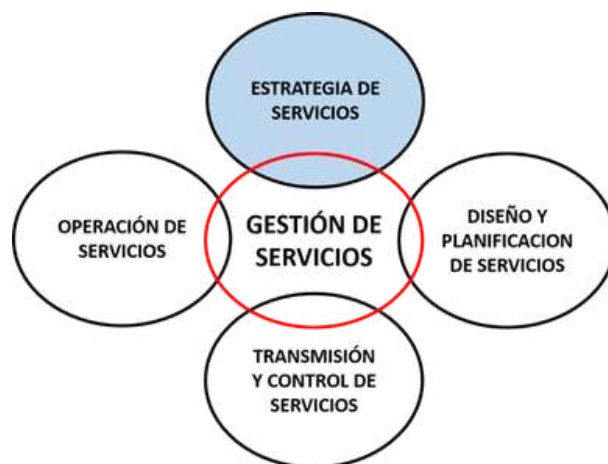 ESTRATEGIA DE
SERVICIOS
OPERACIÓN DE
SERVICIOS
GESTIÓN DE
SERVICIOS
DISEÑO Y
PLANIFICACION
DE SERVICIOS
TRANSMISIÓN
Y CONTROL DE
SERVICIOS